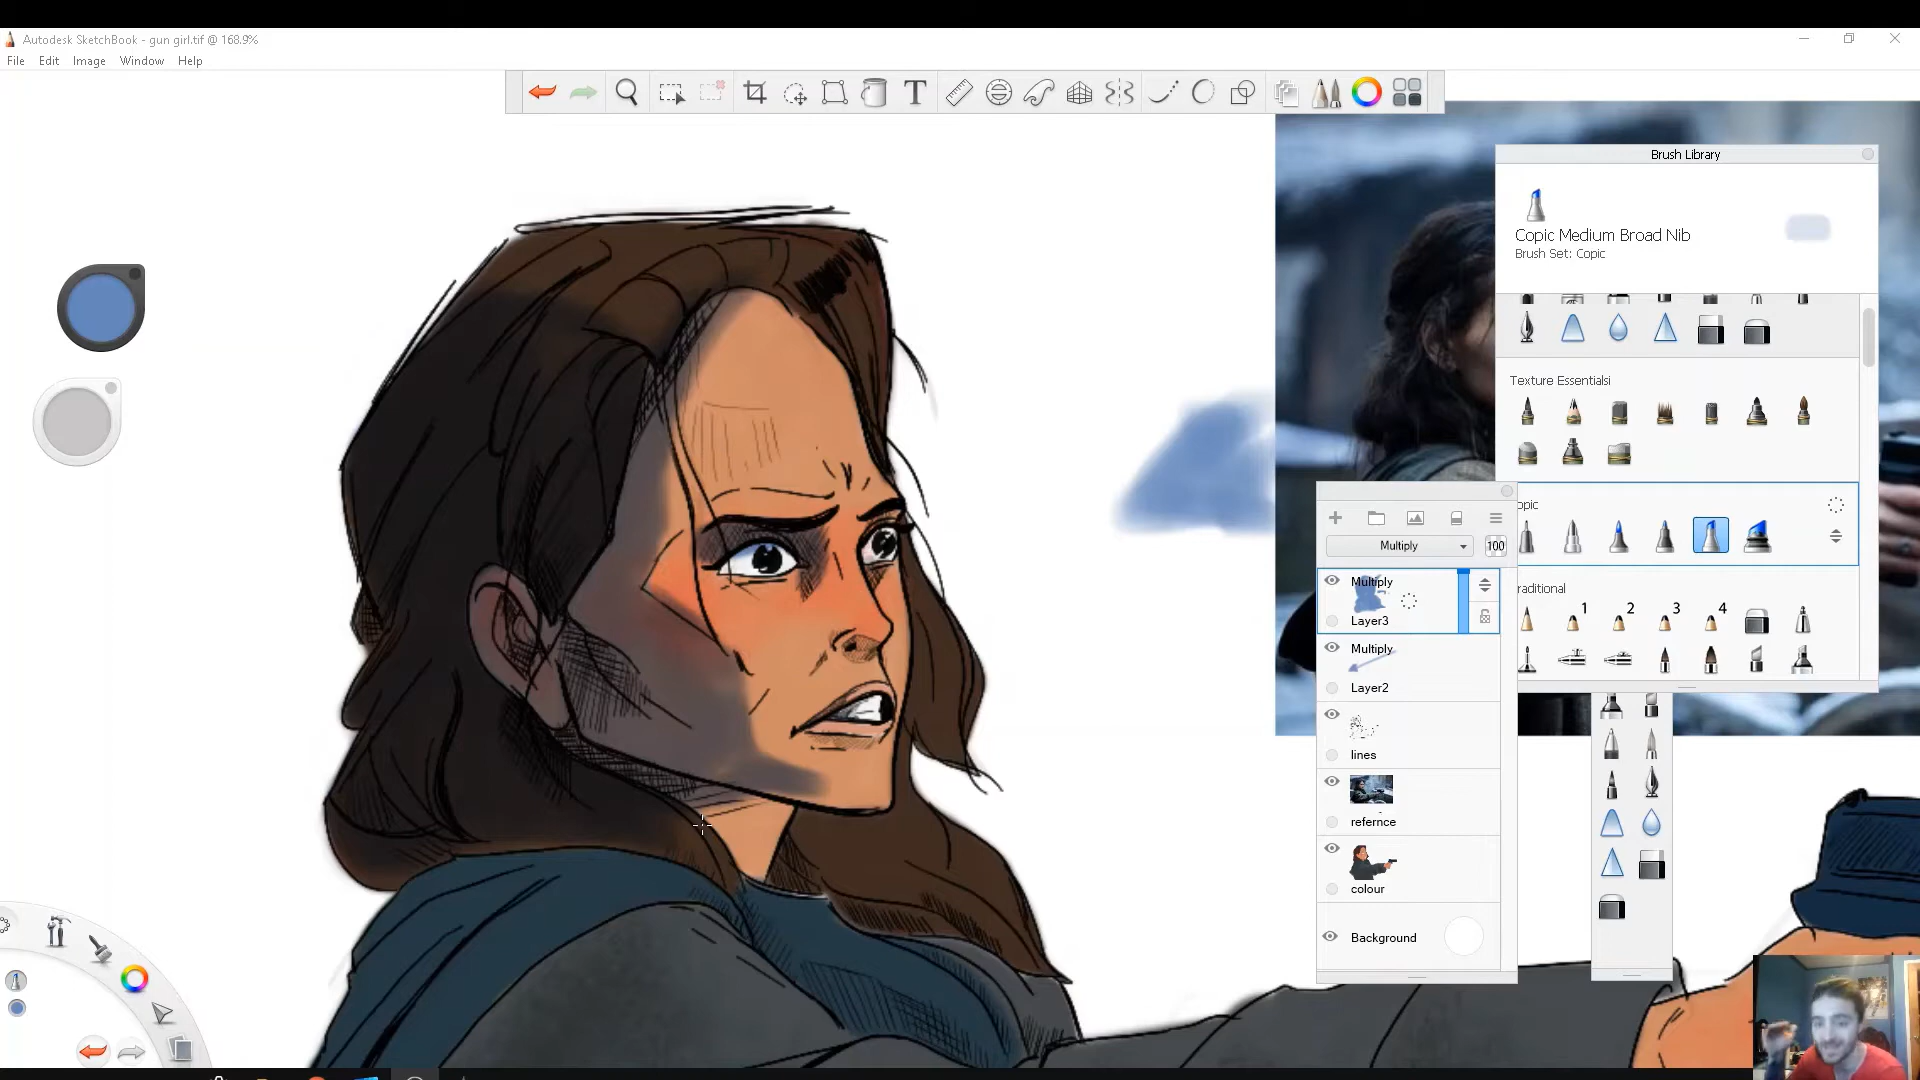 Autodesk SketchBook - gun girl.tif @ 168.9%
File Edit Image Window Help
T
Brush Library
Copic Medium Broad Nib
Brush Set: Copic
Texture Essentialsi
opic
raditional
1 2 3 4
Multiply 100
Multiply
Layer3
Multiply
Layer2
lines
refernce
colour
Background